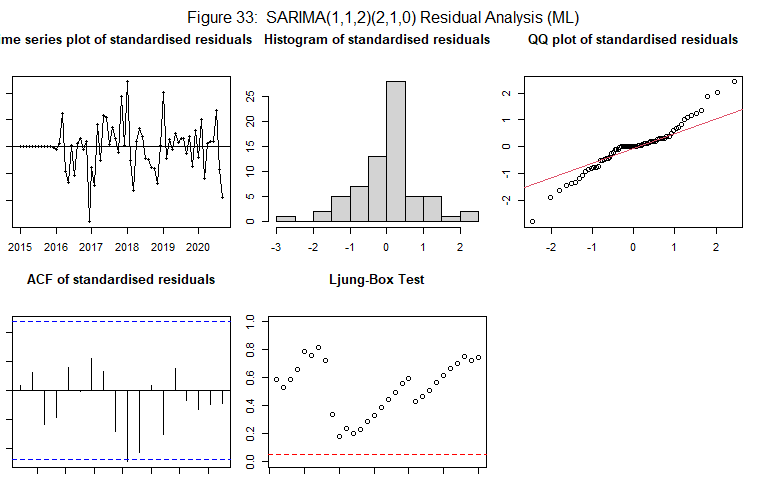 Figure 33: SARIMA(1,1,2)(2,1,0) Residual Analysis (ML)
ime series plot of standardised residuals
Histogram of standardised residuals
QQ plot of standardised residuals
2015 2016 2017 2018 2019 2020
0 5 10 15 20 25
-3 -2 -1 0 1 2
-2 -1 0 1 2
-2 -1 0 1 2
ACF of standardised residuals
Ljung-Box Test
0.0 0.2 0.4 0.6 0.8 1.0